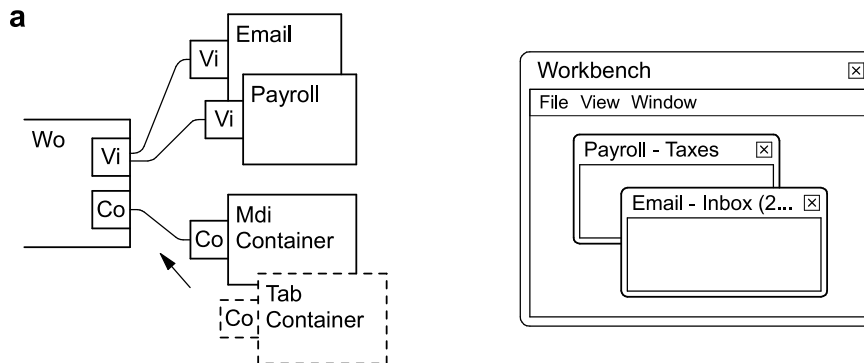 a
Email
Vi
Payroll
Vi
Wo
Vi
Co
Mdi
Container
Co
Tab
Container
Co
Workbench
File View Window
Payroll - Taxes
Email - Inbox (2...